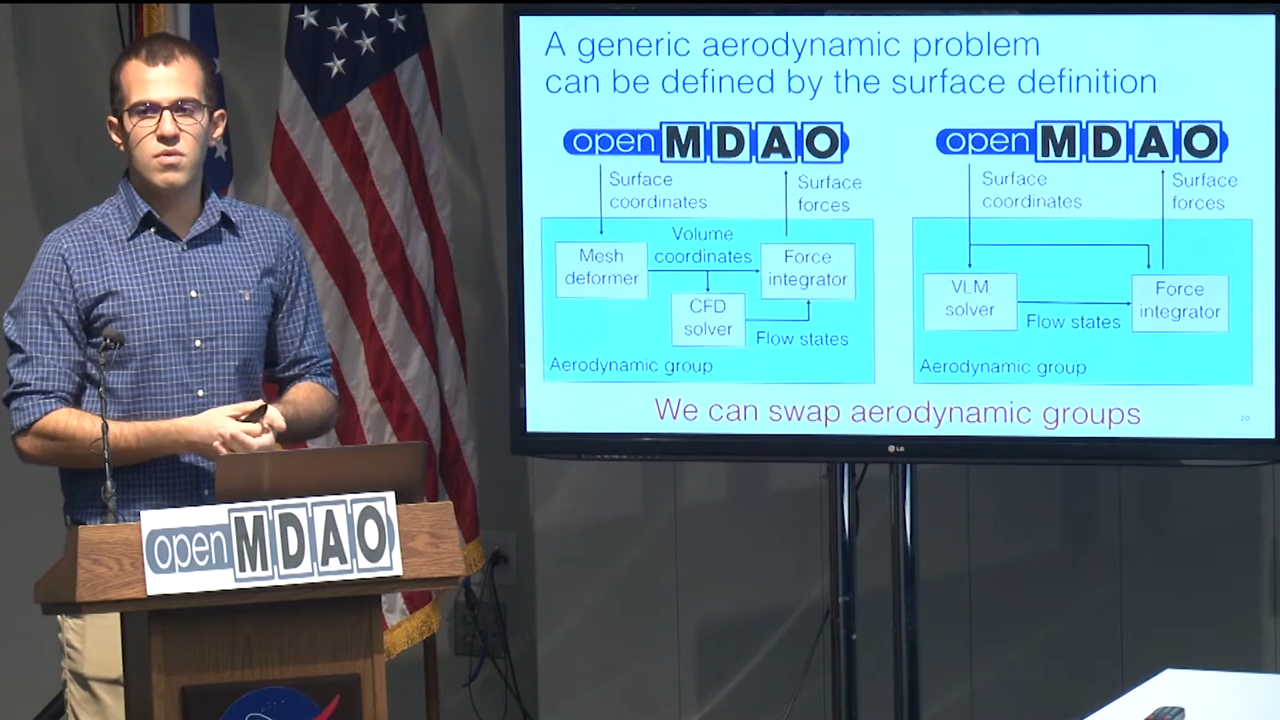 A generic aerodynamic problem
can be defined by the surface definition
openMDAO
Surface
coordinates
Surface
forces
Volume
coordinates
Mesh
deformer
Force
integrator
CFD
solver
Flow states
Aerodynamic group
openMDAO
Surface
coordinates
Surface
forces
VLM
solver
Force
integrator
Flow states
Aerodynamic group
We can swap aerodynamic groups
20
LG
openMDAO